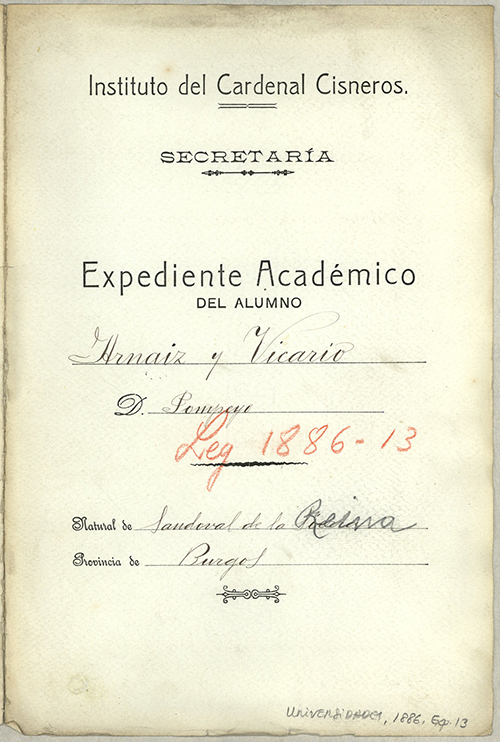 Instituto del Cardenal Cisneros.
SECRETARÍA
Expediente Académico
DEL ALUMNO
Arnaiz y Vicario
D. Pompeyo
Leg 1886-13
Natural de Sandoval de la Reina
Provincia de Burgos
Universidades, 1886, Exp. 13